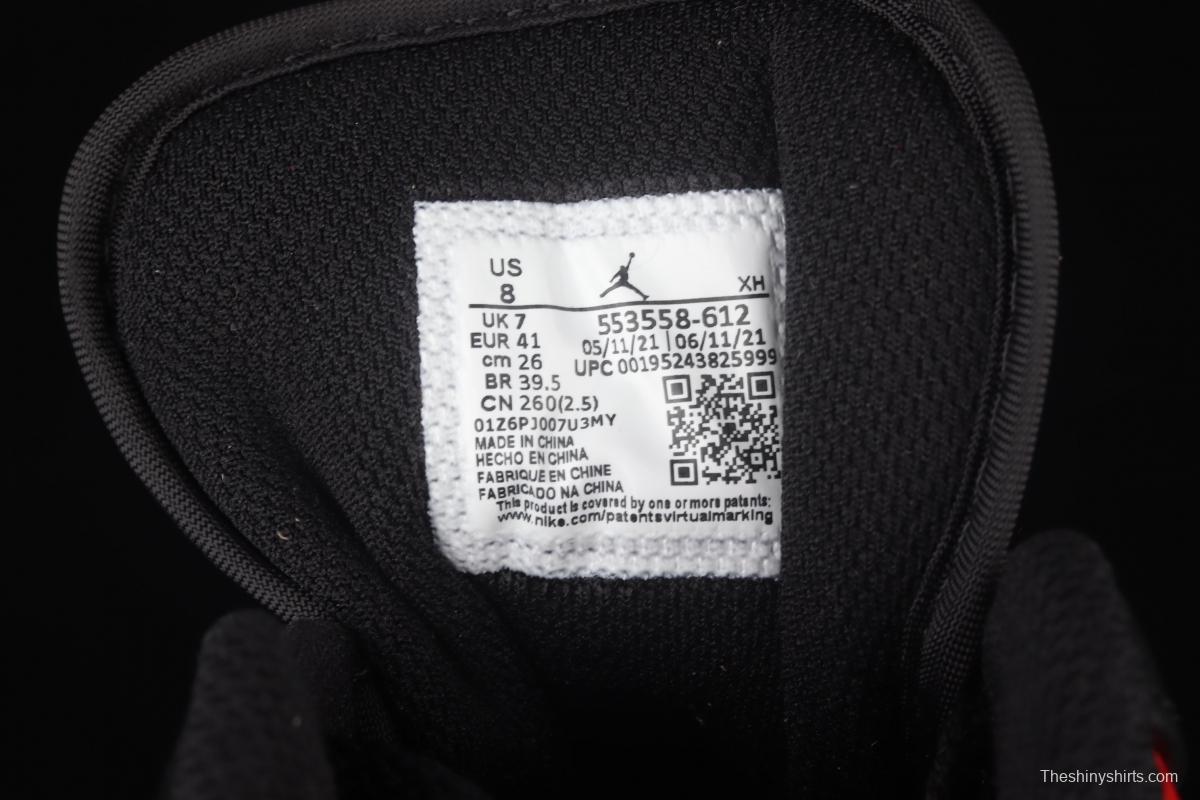 US
8
XH
UK 7
EUR 41
cm 26
BR 39.5
CN 260(2.5)
553558-612
05/11/21 | 06/11/21
UPC 00195243825999
01Z6PJ007U3MY
MADE IN CHINA
HECHO EN CHINA
FABRIQUE EN CHINE
FABRICADO NA CHINA
This product is covered by one or more patents:
www.nike.com/patentsvirtualmarking
Theshinyshirts.com